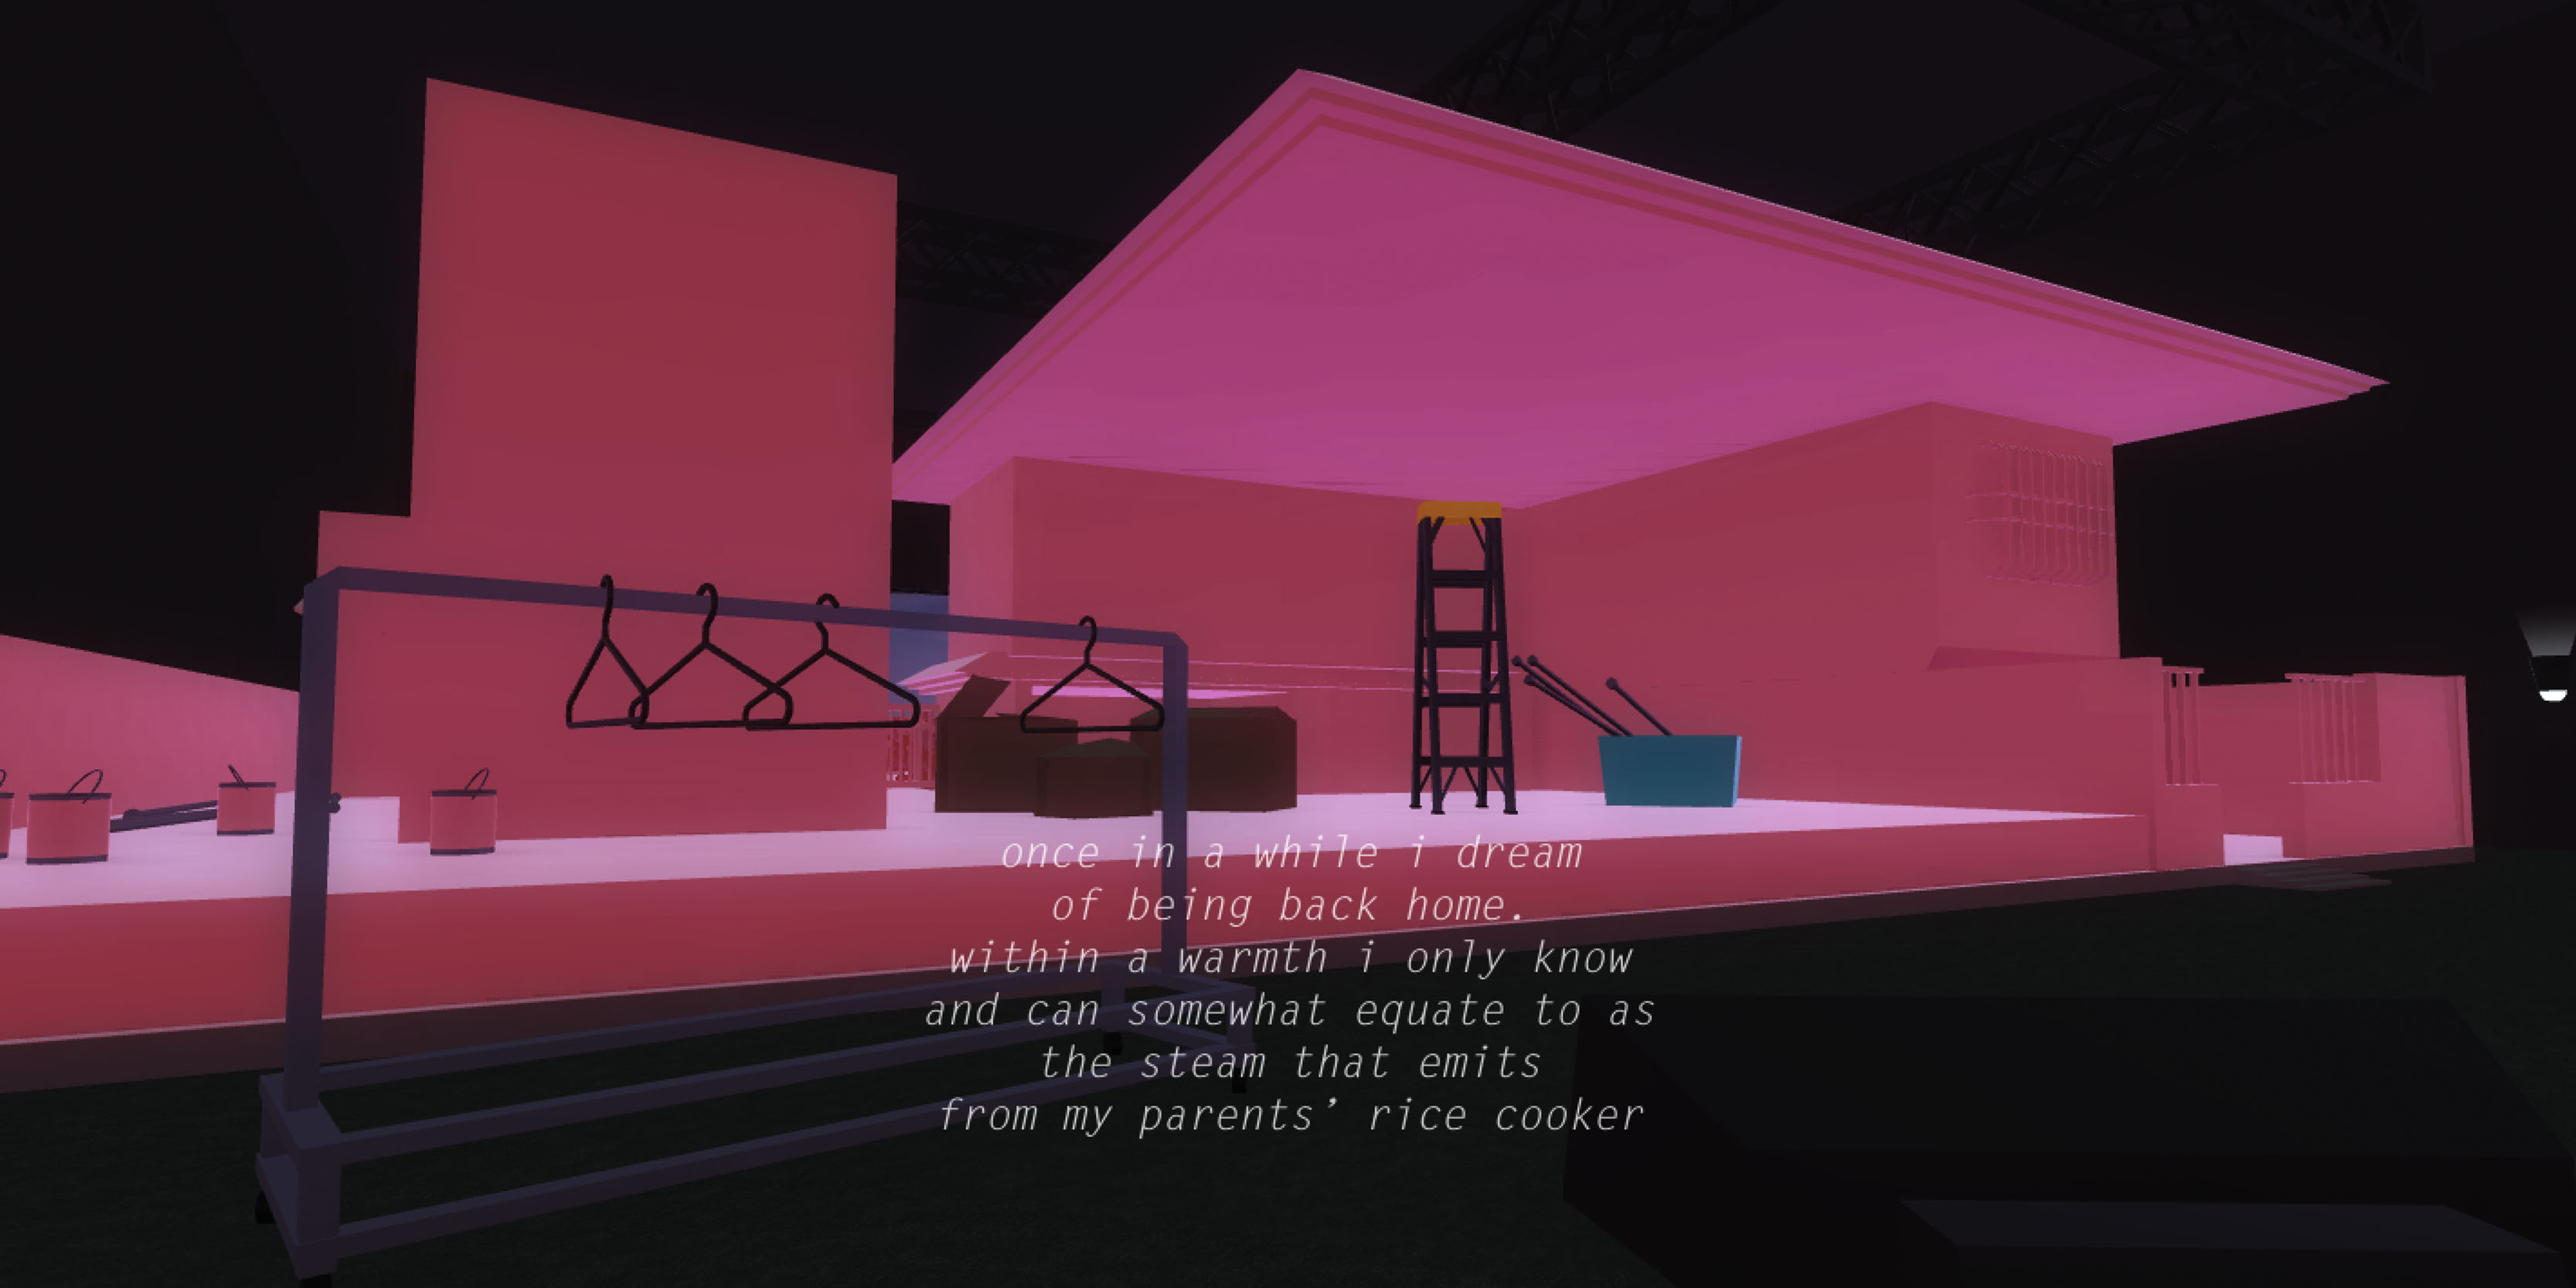 once in a while i dream
of being back home.
within a warmth i only know
and can somewhat equate to as
the steam that emits
from my parents’ rice cooker